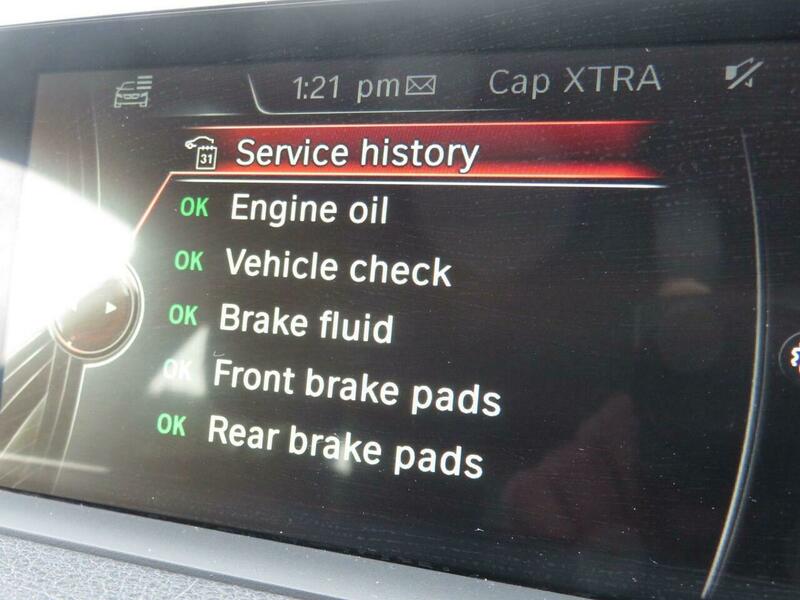 1:21 pm Cap XTRA
31 Service history
OK Engine oil
OK Vehicle check
OK Brake fluid
OK Front brake pads
OK Rear brake pads